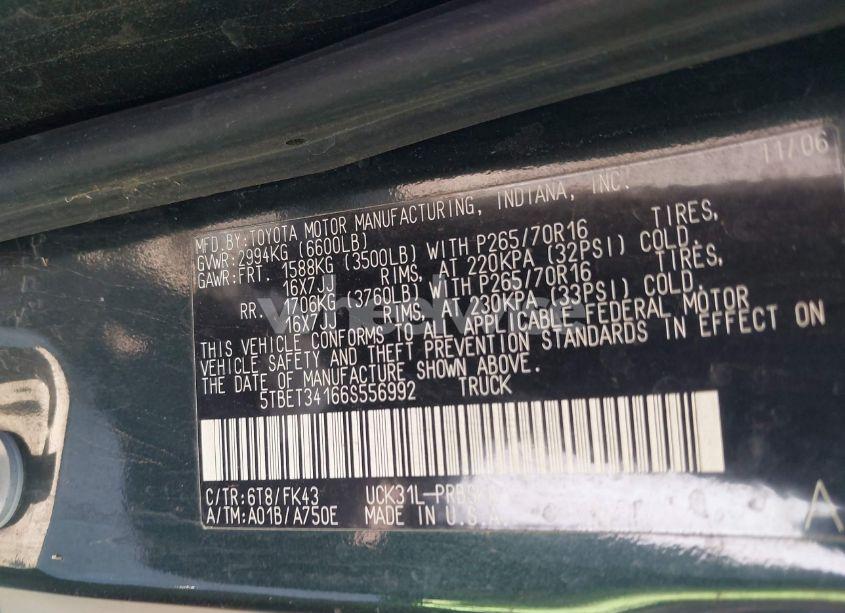 11/06
MFD.BY:TOYOTA MOTOR MANUFACTURING, INDIANA, INC.
GVWR:2994KG (6600LB)
GAWR:FRT. 1588KG (3500LB) WITH P265/70R16 TIRES,
16X7JJ RIMS, AT 220KPA (32PSI) COLD.
RR. 1706KG (3760LB) WITH P265/70R16 TIRES,
16X7JJ RIMS, AT 230KPA (33PSI) COLD.
THIS VEHICLE CONFORMS TO ALL APPLICABLE FEDERAL MOTOR
VEHICLE SAFETY AND THEFT PREVENTION STANDARDS IN EFFECT ON
THE DATE OF MANUFACTURE SHOWN ABOVE.
5TBET34166S556992 TRUCK
C/TR:6T8/FK43
A/TM:A01B/A750E MADE IN U.S.A.
A